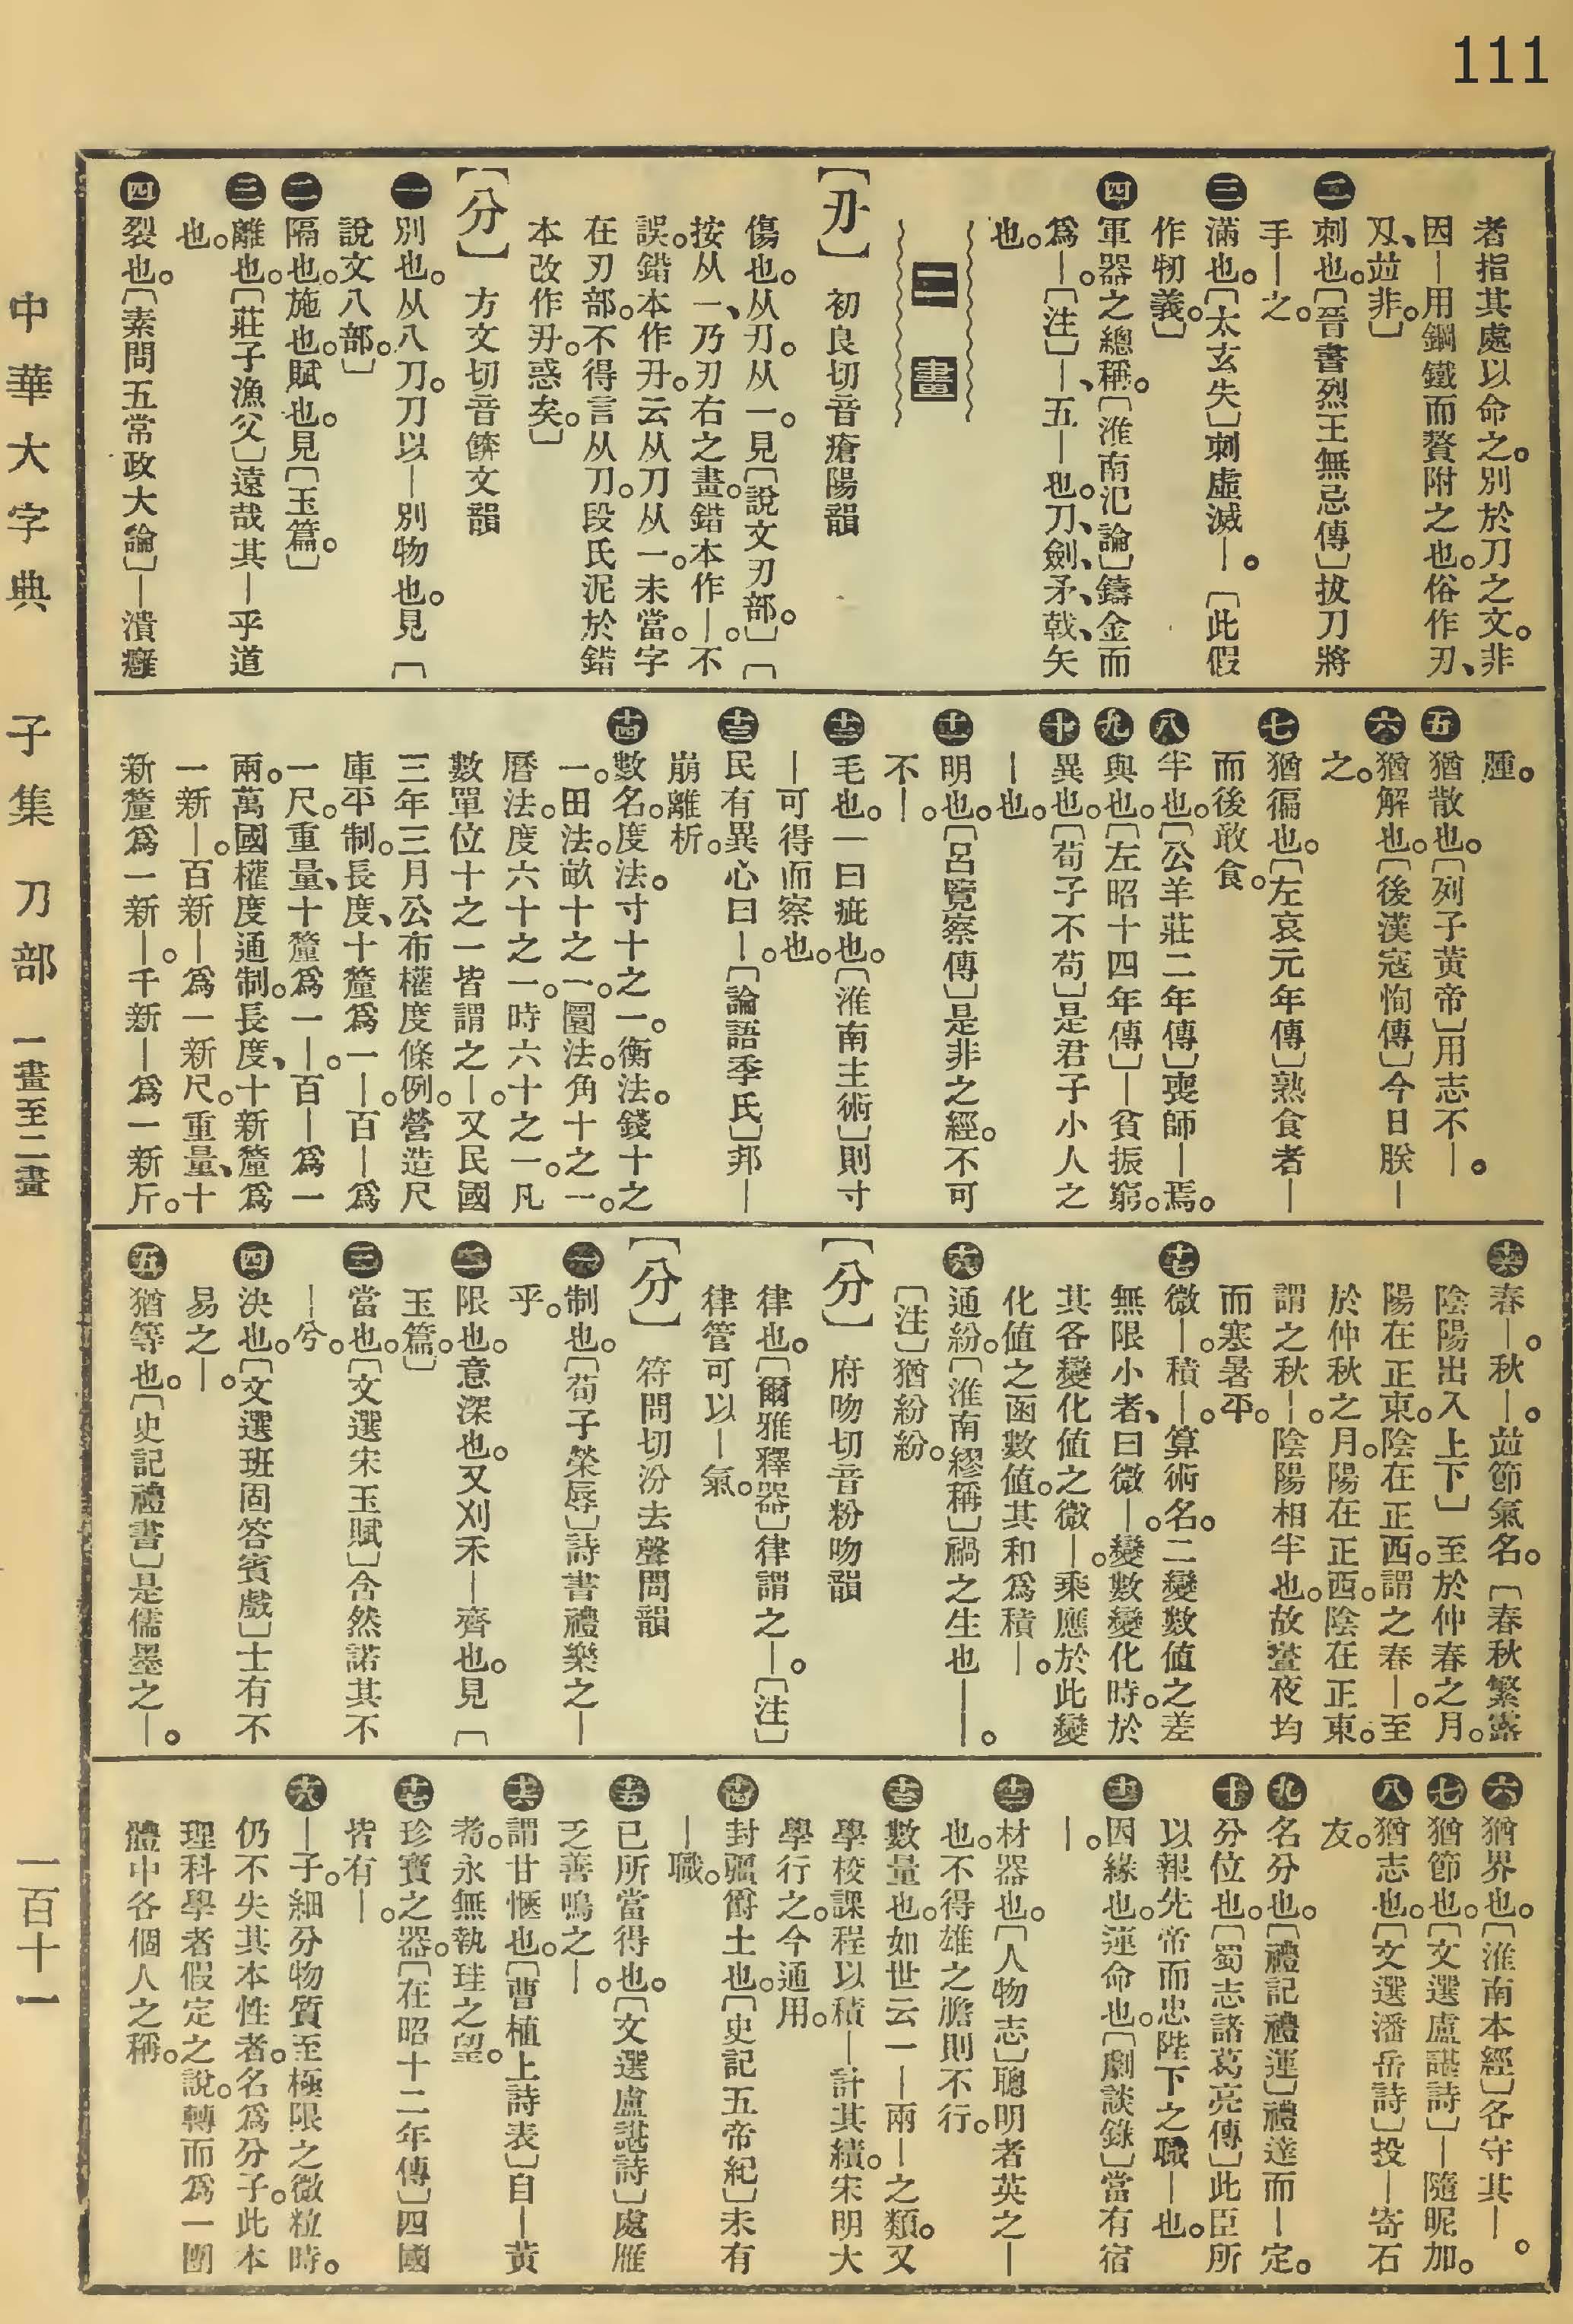 111
者指其處以命之。別於刀之文。非
因—用鋼鐵而贅附之也。俗作刃、
刄、並非。〕
二 刺也。〔晉書烈王無忌傳〕拔刀將
手—之。
三 滿也。〔太玄失〕刺虛滅—。〔此假
作牣義。〕
四 軍器之總稱。〔淮南氾論〕鑄金而
爲—。〔注〕—、五—也。刀、劍、矛、戟、矢
也。
二畫
〔刅〕 初良切音瘡陽韻
傷也。从刃。从一。見〔說文刃部。〕〔
按从一、乃刃右之畫。錯本作—。不
誤。錯本作刅。云从刀从一。未當。字
在刃部。不得言从刀。段氏泥於錯
本改作刅。惑矣。〕
〔分〕 方文切音餴文韻
一 別也。从八刀。刀以—別物也。見〔
說文八部。〕
二 隔也。施也。賦也。見〔玉篇。〕
三 離也。〔莊子漁父〕遠哉其—乎道
也。
四 裂也。〔素問五常政大論〕—潰癰
腫。
五 猶散也。〔列子黃帝〕用志不—。
六 猶解也。〔後漢寇恂傳〕今日朕—
之。
七 猶徧也。〔左哀元年傳〕熟食者—
而後敢食。
八 半也。〔公羊莊二年傳〕喪師—焉。
九 與也。〔左昭十四年傳〕—貧振窮。
十 異也。〔荀子不苟〕是君子小人之
—也。
十一 明也。〔呂覽察傳〕是非之經。不可
不—。
十二 毛也。一曰疵也。〔淮南主術〕則寸
—可得而察也。
十三 民有異心曰—。〔論語季氏〕邦—
崩離析。
十四 數名。度法。寸十之一。衡法。錢十之
一。田法。畝十之一。圜法。角十之一。
曆法。度六十之一。時六十之一。凡
數單位十之一皆謂之—。又民國
三年三月公布權度條例。營造尺
庫平制。長度、十釐爲一—。百—爲
一尺。重量、十釐爲一—。百—爲一
兩。萬國權度通制。長度、十新釐爲
一新—。百新—爲一新尺。重量、十
新釐爲一新—。千新—爲一新斤。
十六 春—。秋—。並節氣名。〔春秋繁露
陰陽出入上下〕至於仲春之月。
陽在正東。陰在正西。謂之春—。至
於仲秋之月。陽在正西。陰在正東。
謂之秋—。陰陽相半也。故晝夜均
而寒暑平。
十七 微—。積—。算術名。二變數値之差
無限小者、曰微—。變數變化時。於
其各變化値之微—。乘應於此變
化値之函數値。其和爲積—。
十八 通紛。〔淮南繆稱〕禍之生也——。
〔注〕猶紛紛。
〔分〕 府吻切音粉吻韻
律也。〔爾雅釋器〕律謂之—。〔注〕
律管可以—氣。
〔分〕 符問切汾去聲問韻
一 制也。〔荀子榮辱〕詩書禮樂之—
乎。
二 限也。意深也。又刈禾—齊也。見〔
玉篇。〕
三 當也。〔文選宋玉賦〕含然諾其不
—兮。
四 決也。〔文選班固答賓戲〕士有不
易之—。
五 猶等也。〔史記禮書〕是儒墨之—。
六 猶界也。〔淮南本經〕各守其—。
七 猶節也。〔文選盧諶詩〕—隨昵加。
八 猶志也。〔文選潘岳詩〕投—寄石
友。
九 名分也。〔禮記禮運〕禮達而—定。
十 分位也。〔蜀志諸葛亮傳〕此臣所
以報先帝而忠陛下之職—也。
十一 因緣也。運命也。〔劇談錄〕當有宿
—。
十二 材器也。〔人物志〕聰明者英之—
也。不得雄之膽則不行。
十三 數量也。如世云一—兩—之類。又
學校課程以積—計其績。宋明大
學行之。今通用。
十四 封疆爵土也。〔史記五帝紀〕未有
—職。
十五 已所當得也。〔文選盧諶詩〕處雁
乏善鳴之—。
十六 謂甘愜也。〔曹植上詩表〕自—黃
耇。永無執珪之望。
十七 珍寶之器。〔在昭十二年傳〕四國
皆有—。
十八 —子。細分物質至極限之微粒時。
仍不失其本性者。名爲分子。此本
理科學者假定之說。轉而爲一團
體中各個人之稱。
中華大字典 子集 刀部 一畫至二畫 一百十一